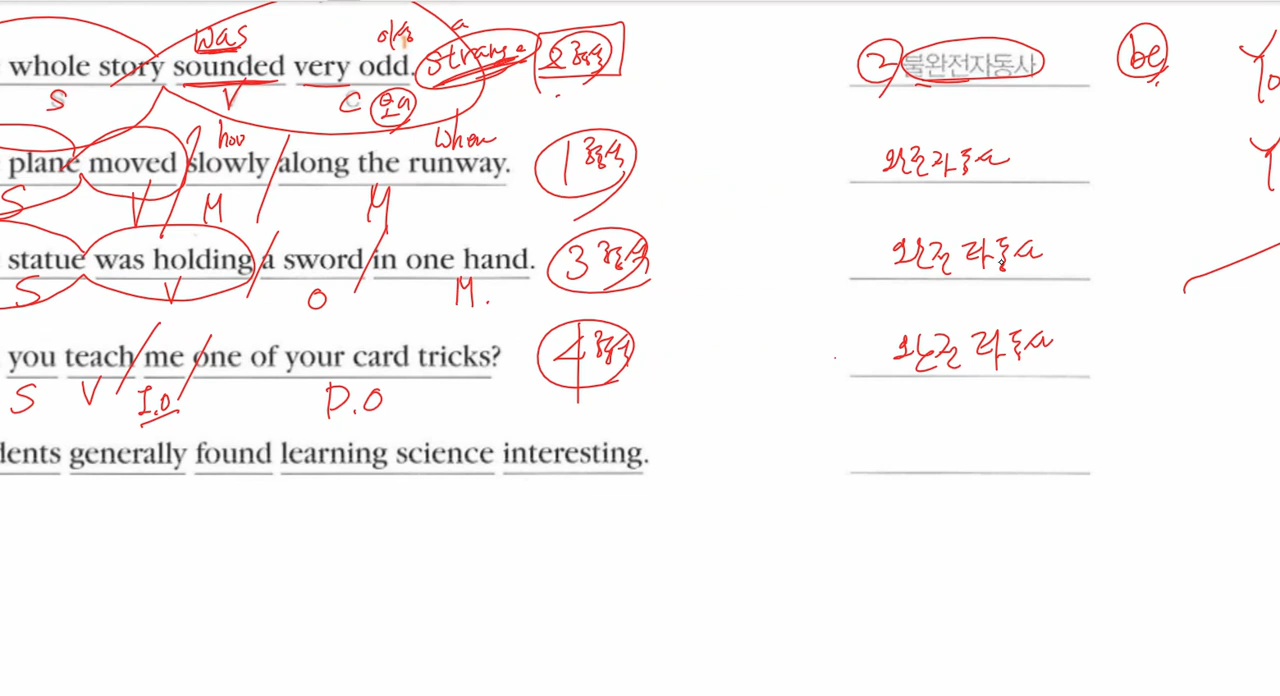 was 이상
whole story sounded very odd. strange 2형식 2 불완전자동사 be Yo
S V C
how
plane moved slowly along the runway. 1형식 완전자동사 Y
S V M M
statue was holding a sword in one hand. 3형식 완전타동사
S V O M.
you teach me one of your card tricks? 4형식 완전타동사
S V I.O D.O
dents generally found learning science interesting.